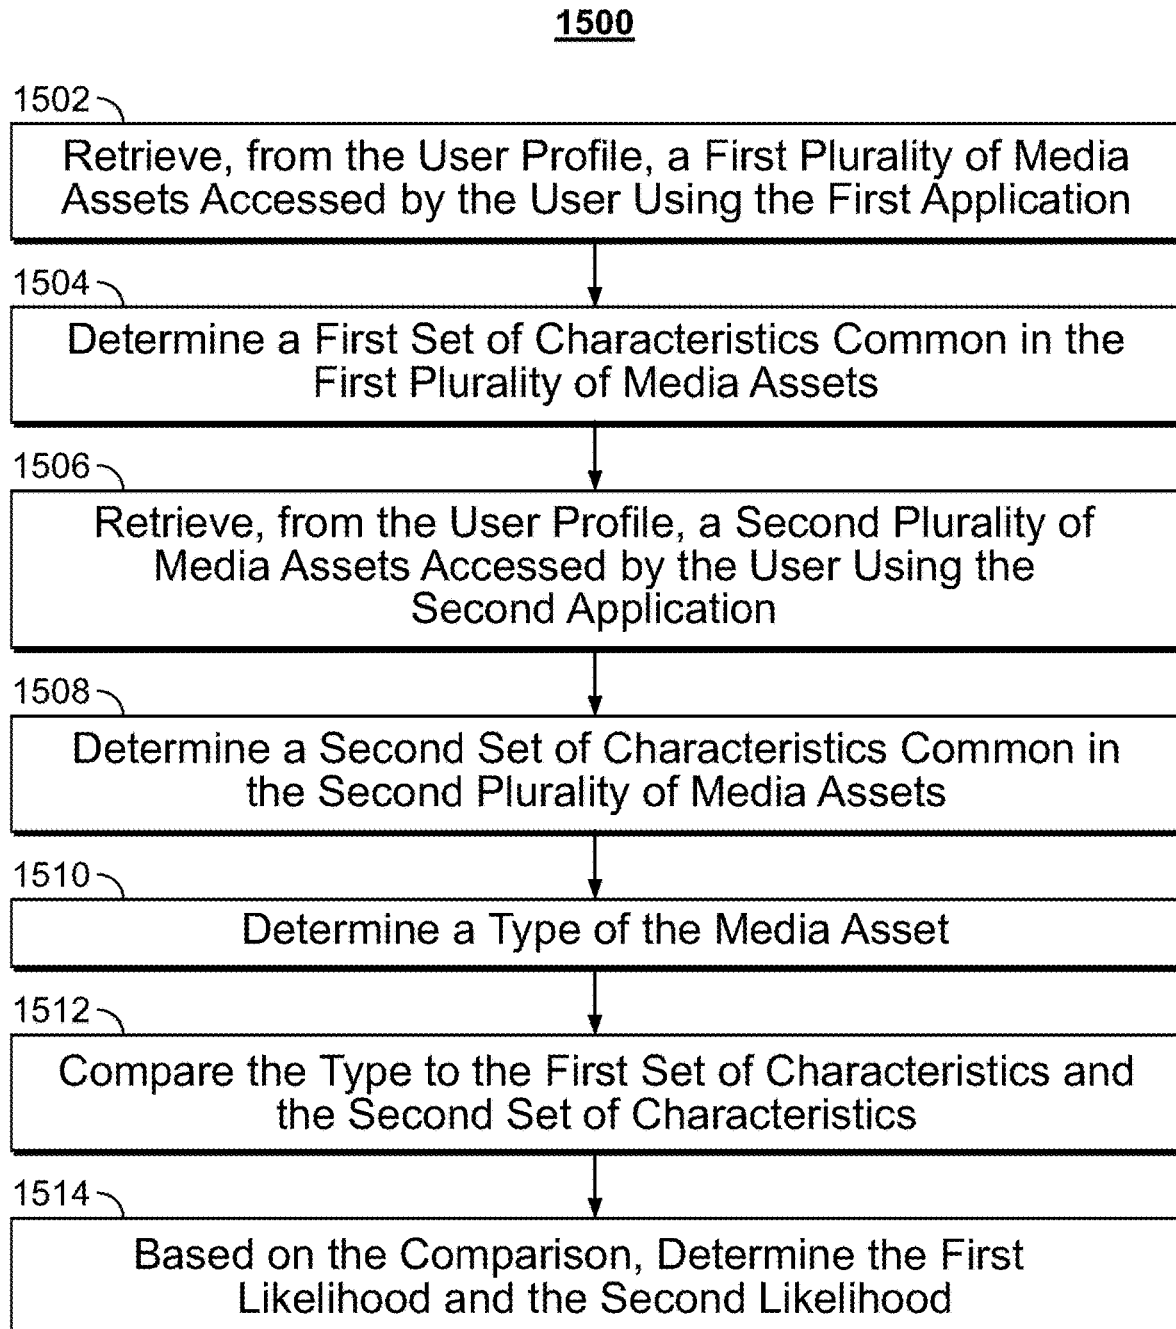 1500
1502
Retrieve, from the User Profile, a First Plurality of Media
Assets Accessed by the User Using the First Application
1504
Determine a First Set of Characteristics Common in the
First Plurality of Media Assets
1506
Retrieve, from the User Profile, a Second Plurality of
Media Assets Accessed by the User Using the
Second Application
1508
Determine a Second Set of Characteristics Common in
the Second Plurality of Media Assets
1510
Determine a Type of the Media Asset
1512
Compare the Type to the First Set of Characteristics and
the Second Set of Characteristics
1514
Based on the Comparison, Determine the First
Likelihood and the Second Likelihood